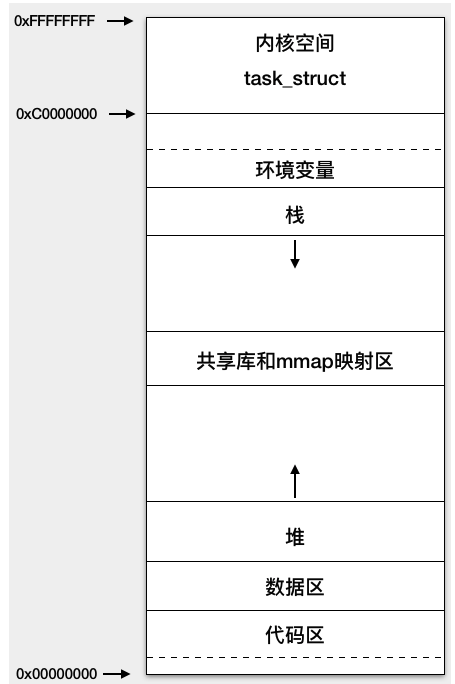 0xFFFFFFFF
内核空间
task_struct
0xC0000000
环境变量
栈
共享库和mmap映射区
堆
数据区
代码区
0x00000000